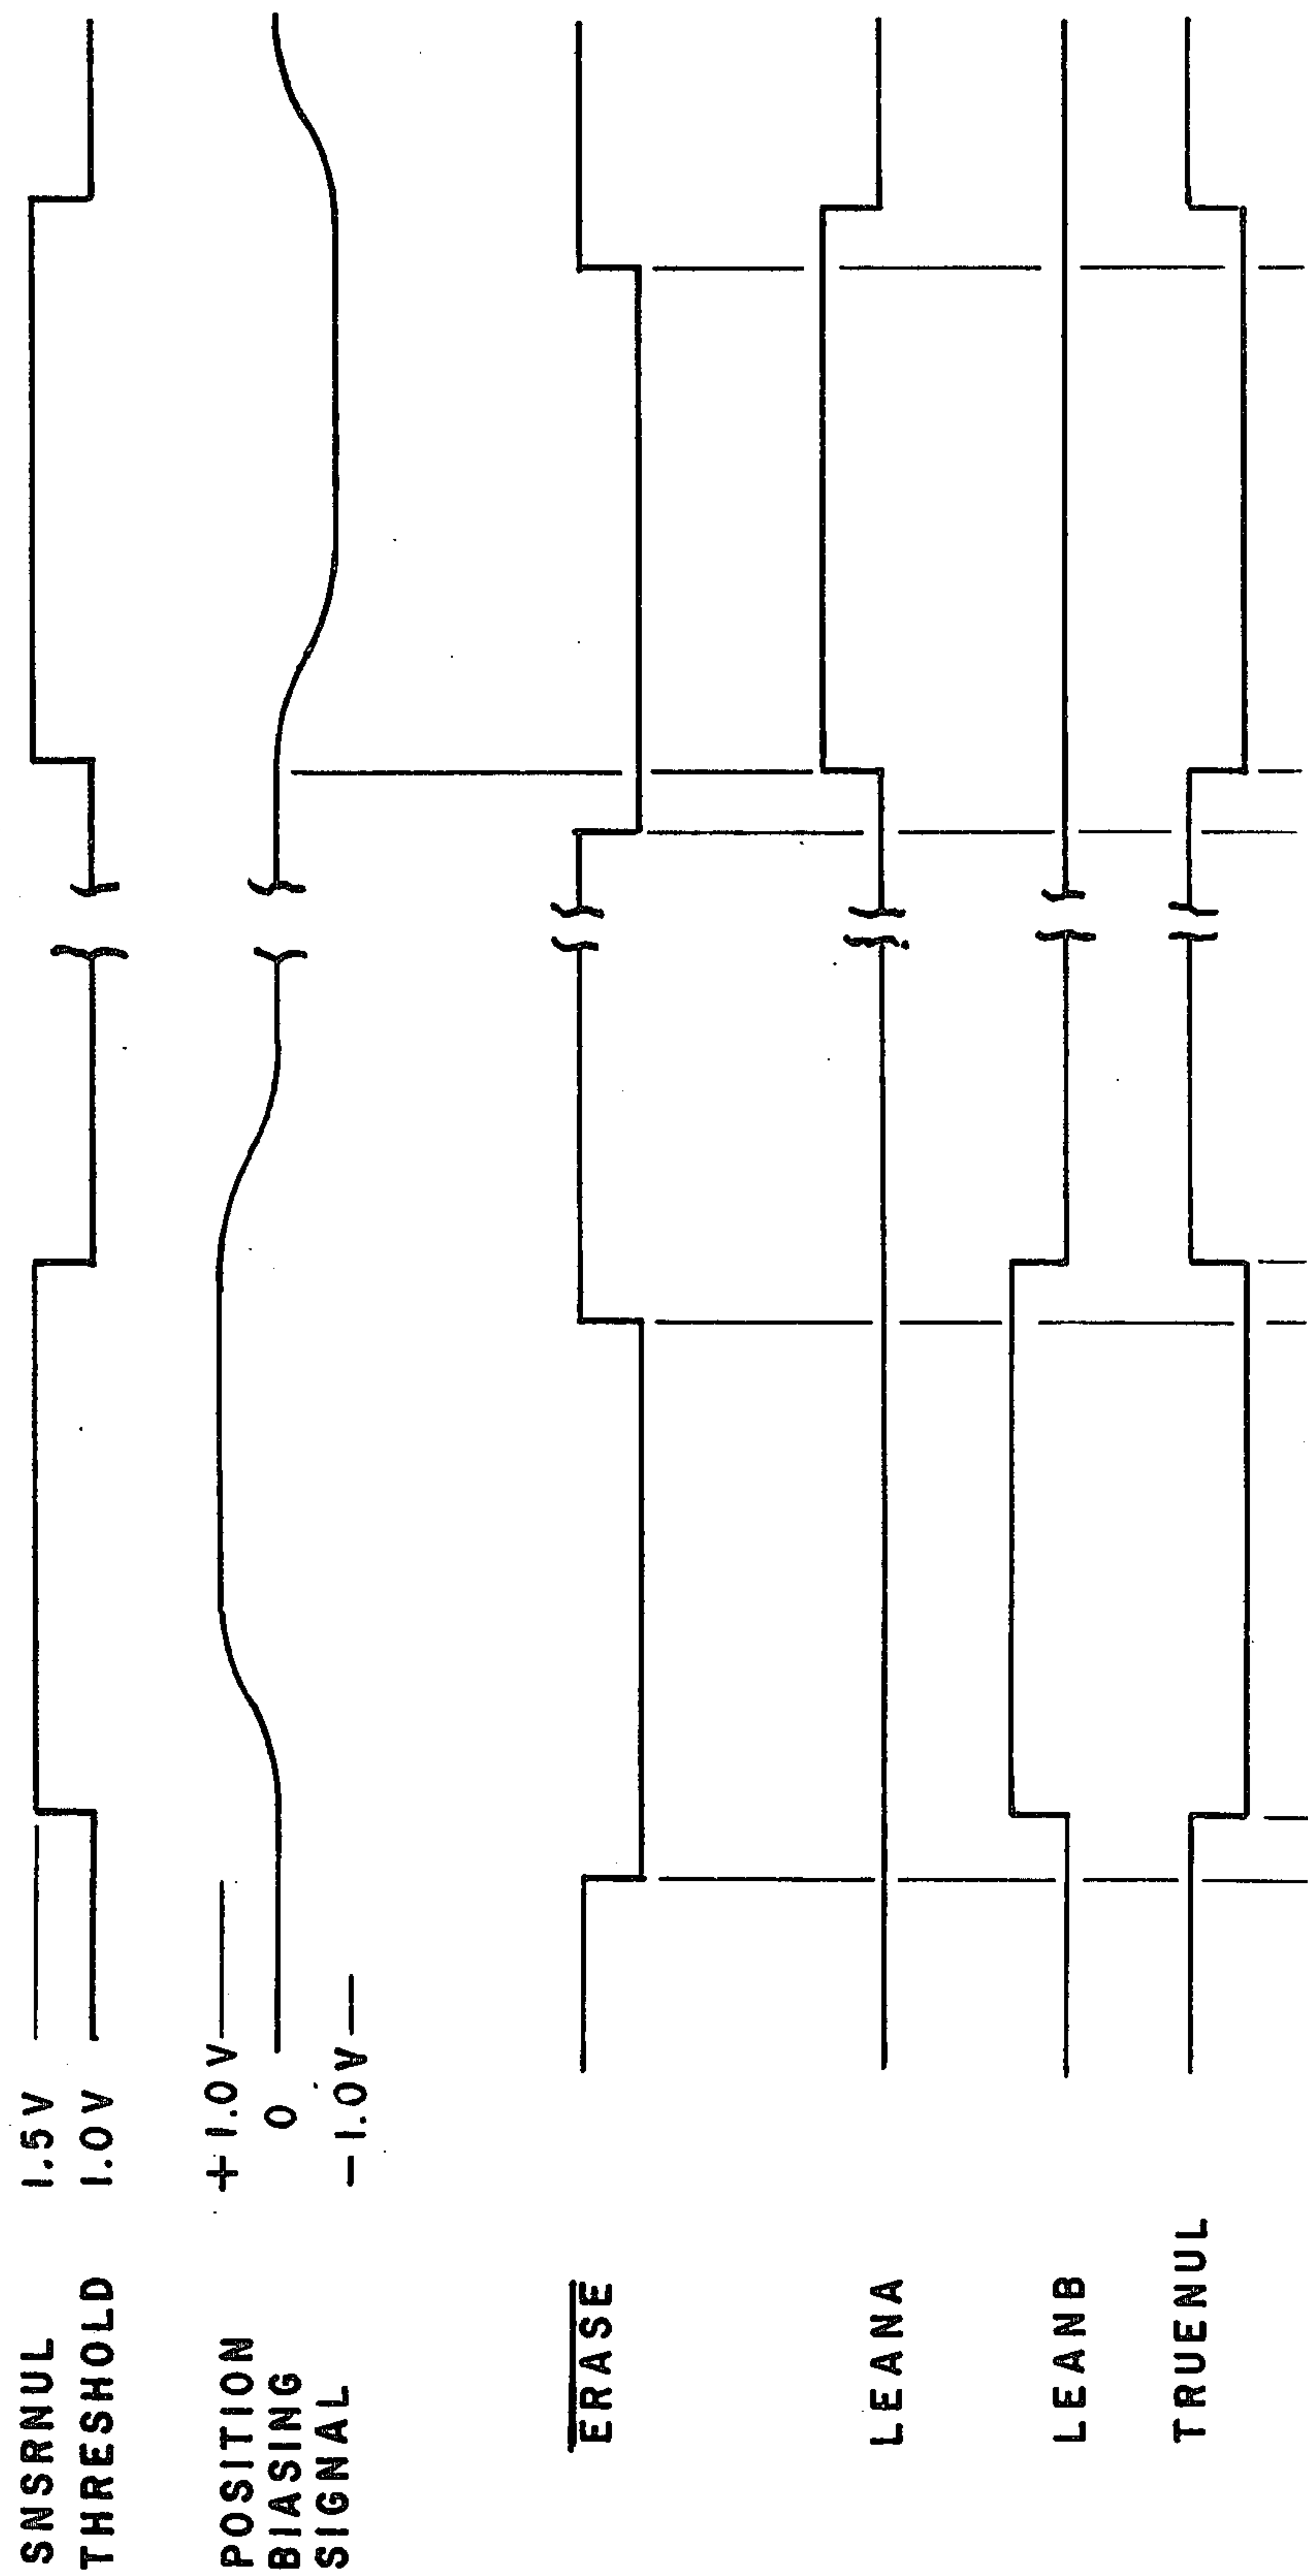 SNSRNUL 1.5V
THRESHOLD 1.0V
+1.0V
POSITION 0
BIASING
SIGNAL -1.0V
ERASE
LEANA
LEANB
TRUENUL